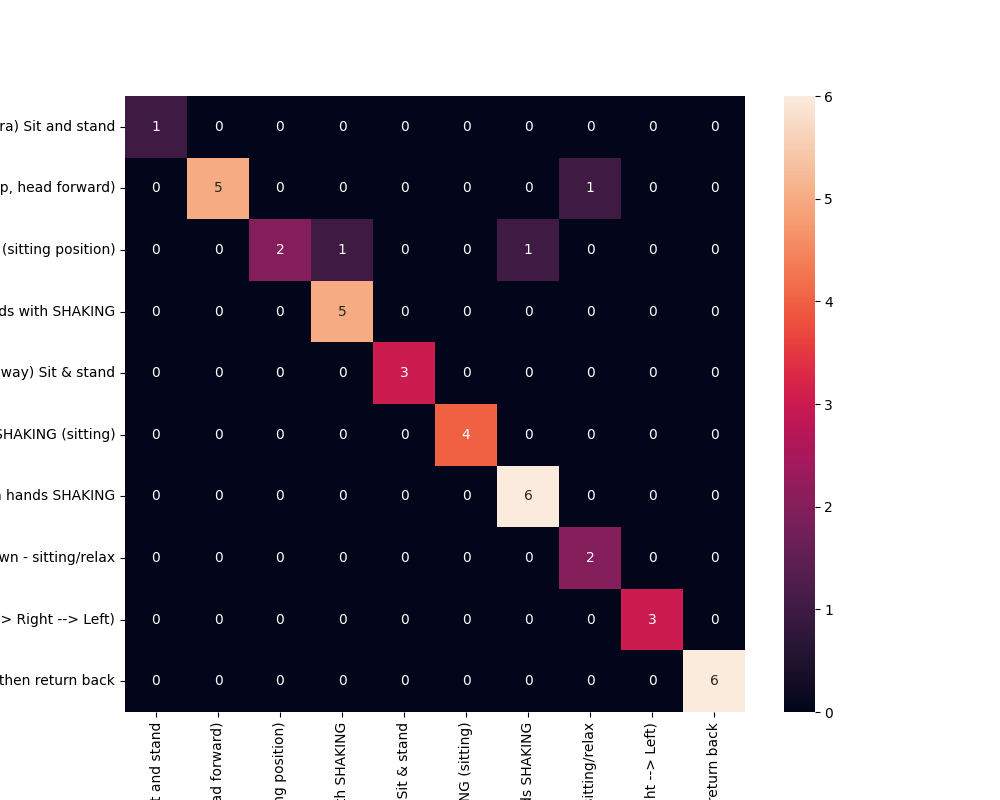 ra) Sit and stand 1 0 0 0 0 0 0 0 0 0
p, head forward) 0 5 0 0 0 0 0 1 0 0
(sitting position) 0 0 2 1 0 0 1 0 0 0
ds with SHAKING 0 0 0 5 0 0 0 0 0 0
way) Sit & stand 0 0 0 0 3 0 0 0 0 0
SHAKING (sitting) 0 0 0 0 0 4 0 0 0 0
hands SHAKING 0 0 0 0 0 0 6 0 0 0
wn - sitting/relax 0 0 0 0 0 0 0 2 0 0
> Right --> Left) 0 0 0 0 0 0 0 0 3 0
then return back 0 0 0 0 0 0 0 0 0 6
t and stand
ad forward)
ng position)
th SHAKING
Sit & stand
NG (sitting)
ds SHAKING
sitting/relax
ht --> Left)
return back
6
5
4
3
2
1
0